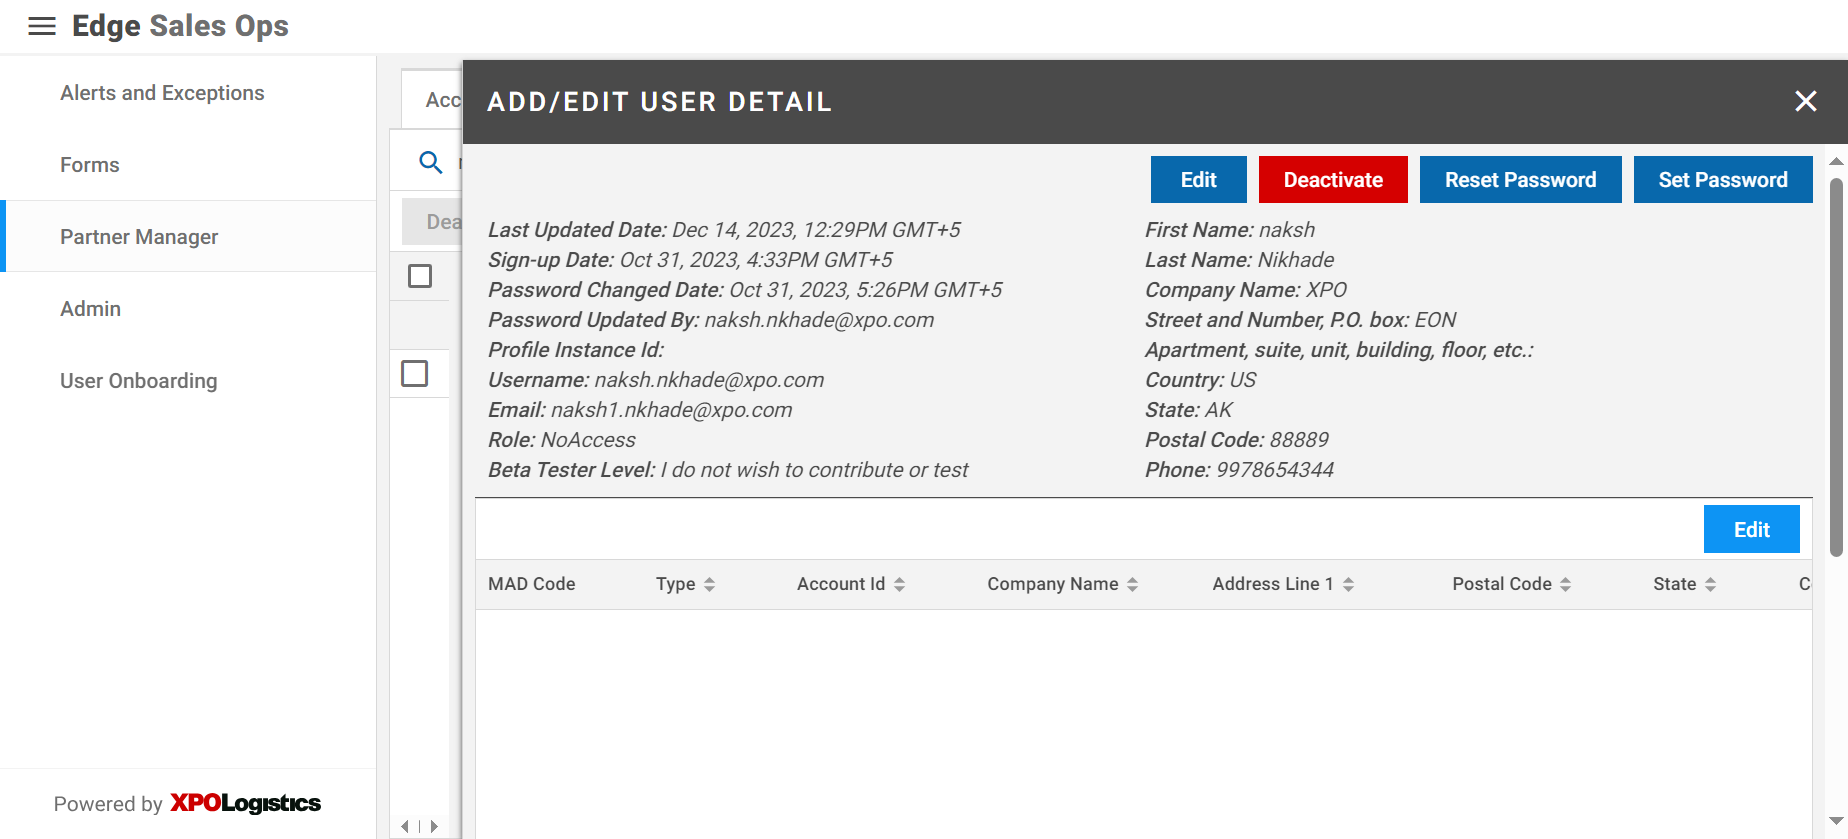 Edge Sales Ops
Alerts and Exceptions
Forms
Partner Manager
Admin
User Onboarding
Powered by XPOLogistics
Acc
Dea
ADD/EDIT USER DETAIL
Edit
Deactivate
Reset Password
Set Password
Last Updated Date: Dec 14, 2023, 12:29PM GMT+5
Sign-up Date: Oct 31, 2023, 4:33PM GMT+5
Password Changed Date: Oct 31, 2023, 5:26PM GMT+5
Password Updated By: naksh.nkhade@xpo.com
Profile Instance Id:
Username: naksh.nkhade@xpo.com
Email: naksh1.nkhade@xpo.com
Role: NoAccess
Beta Tester Level: I do not wish to contribute or test
First Name: naksh
Last Name: Nikhade
Company Name: XPO
Street and Number, P.O. box: EON
Apartment, suite, unit, building, floor, etc.:
Country: US
State: AK
Postal Code: 88889
Phone: 9978654344
Edit
MAD Code Type Account Id Company Name Address Line 1 Postal Code State